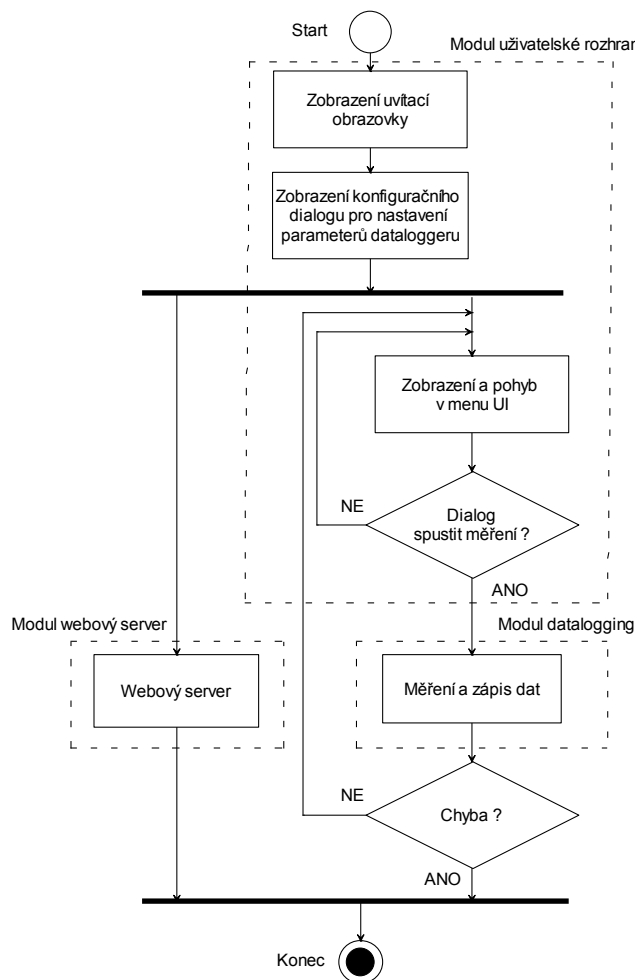 Start
Modul uživatelské rozhran
Zobrazení uvítací
obrazovky
Zobrazení konfiguračního
dialogu pro nastavení
parameterů dataloggeru
Zobrazení a pohyb
v menu UI
NE
Dialog
spustit měření ?
ANO
Modul webový server
Modul datalogging
Webový server
Měření a zápis dat
NE
Chyba ?
ANO
Konec